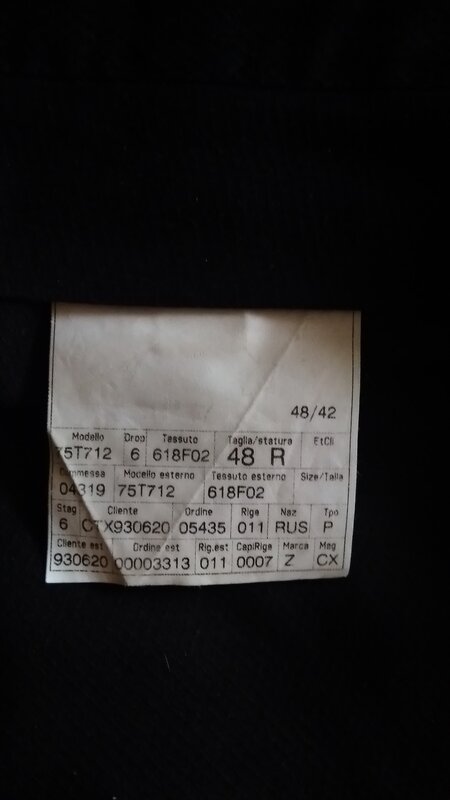 48/42
Modello Drop Tessuto Taglia/statura EtCli
75T712 6 618F02 48 R
Commessa Modello esterno Tessuto esterno Size/Talla
04319 75T712 618F02
Stag Cliente Ordine Riga Naz Tpo
6 CTX930620 05435 011 RUS P
Cliente est Ordine est Rig.est CapiRiga Marca Mag
930620 00003313 011 0007 Z CX